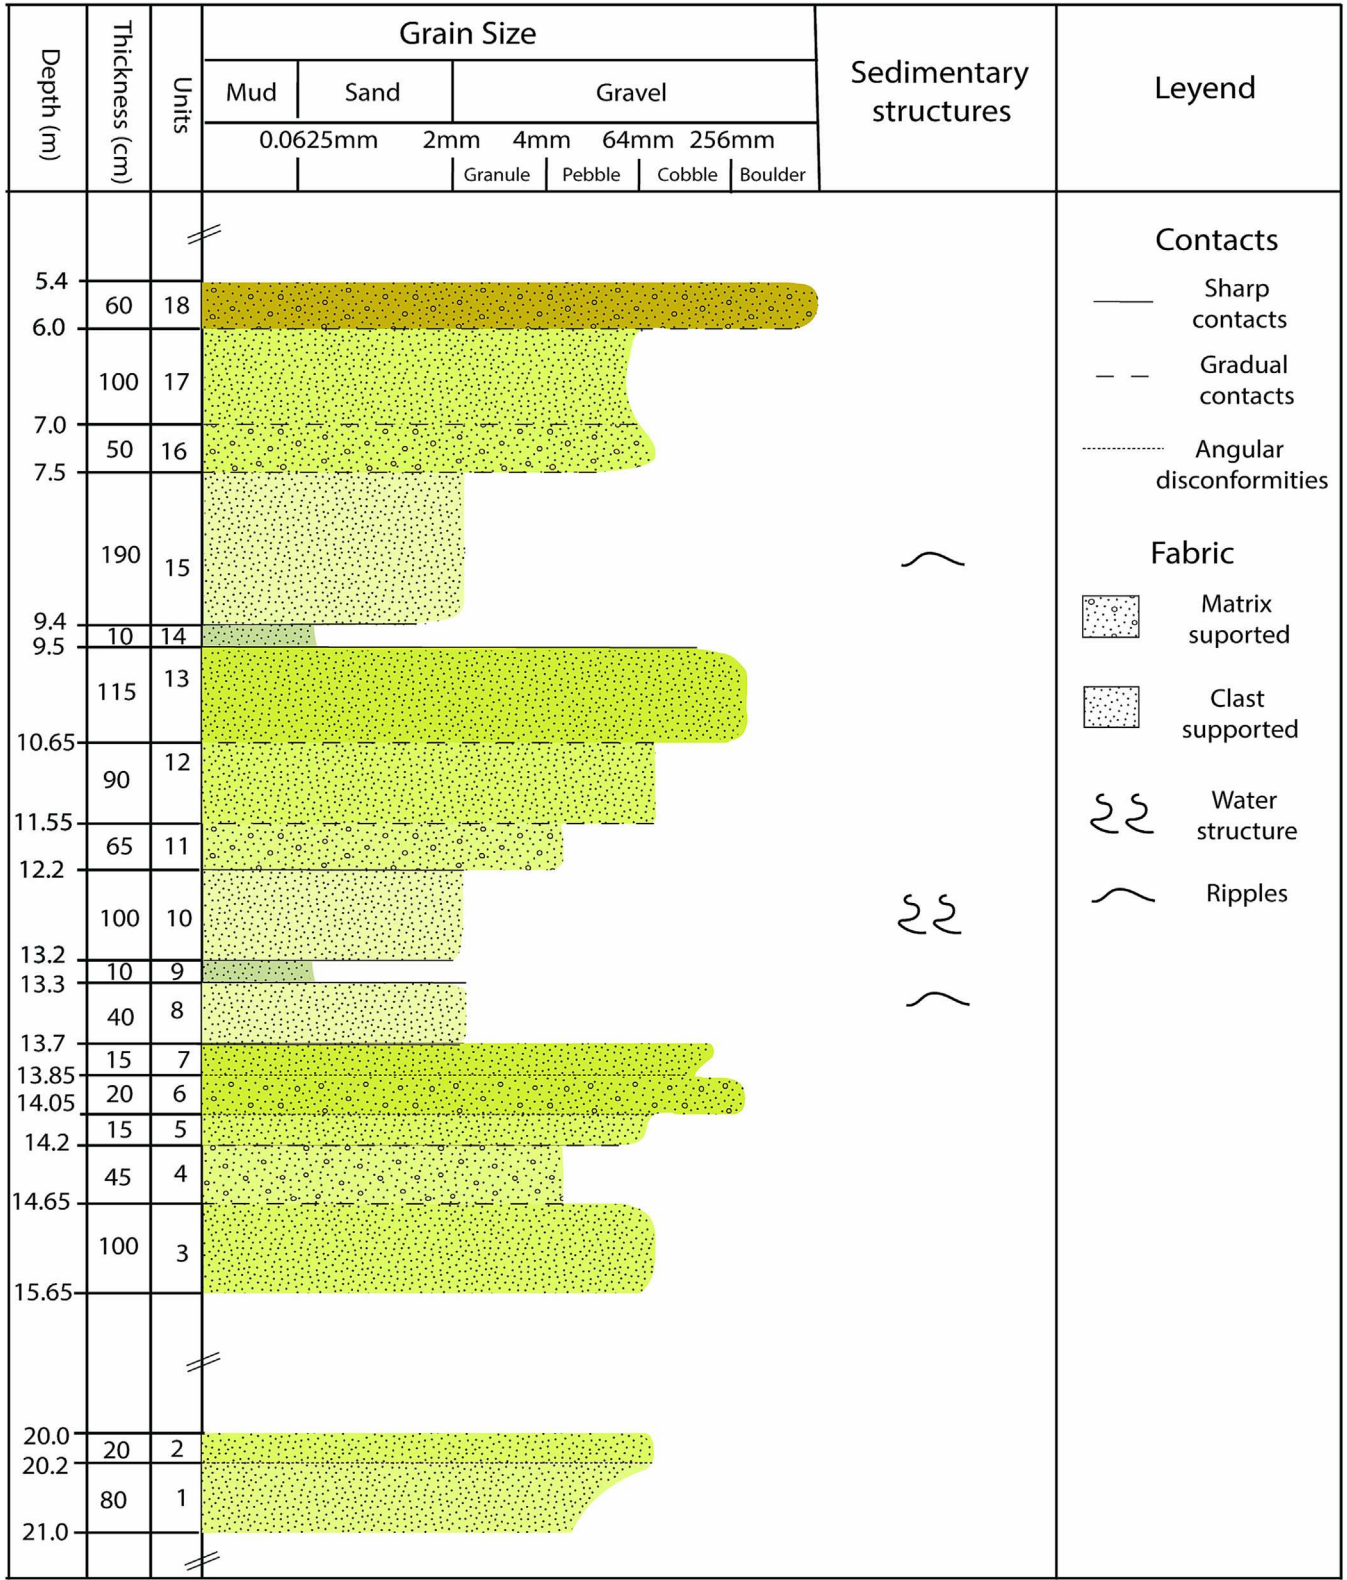 Depth (m)
Thickness (cm)
Units
Grain Size
Mud
Sand
Gravel
0.0625mm
2mm
4mm
64mm
256mm
Granule
Pebble
Cobble
Boulder
Sedimentary
structures
Leyend
5.4
60
18
6.0
100
17
7.0
50
16
7.5
190
15
9.4
10
14
9.5
115
13
10.65
90
12
11.55
65
11
12.2
100
10
13.2
10
9
13.3
40
8
13.7
15
7
13.85
20
6
14.05
15
5
14.2
45
4
14.65
100
3
15.65
20.0
20
2
20.2
80
1
21.0
Contacts
Sharp
contacts
Gradual
contacts
Angular
disconformities
Fabric
Matrix
suported
Clast
supported
Water
structure
Ripples